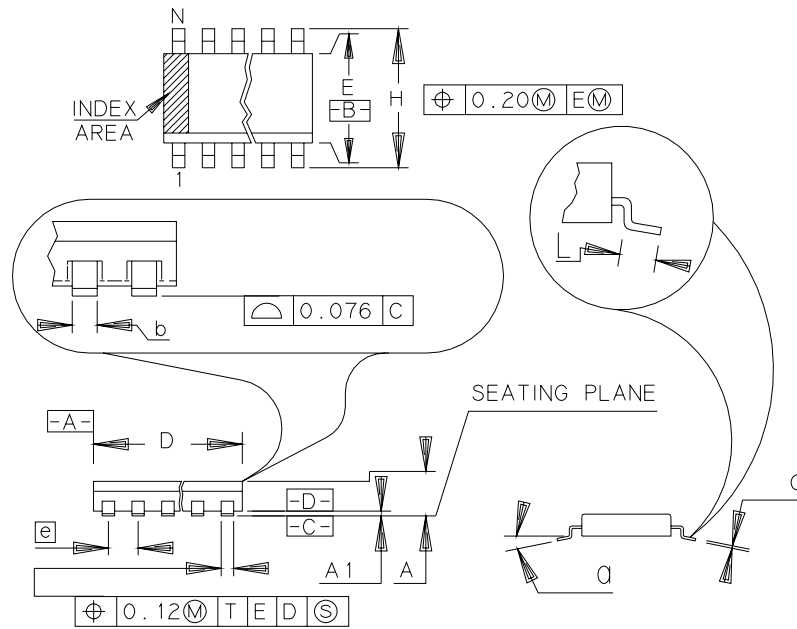 N
INDEX
AREA
1
E
-B-
H
⌖ 0.20Ⓜ EⓂ
L
b
⌓ 0.076 C
SEATING PLANE
-A-
D
-D-
-C-
e
A1
A
α
⌖ 0.12Ⓜ T E D Ⓢ